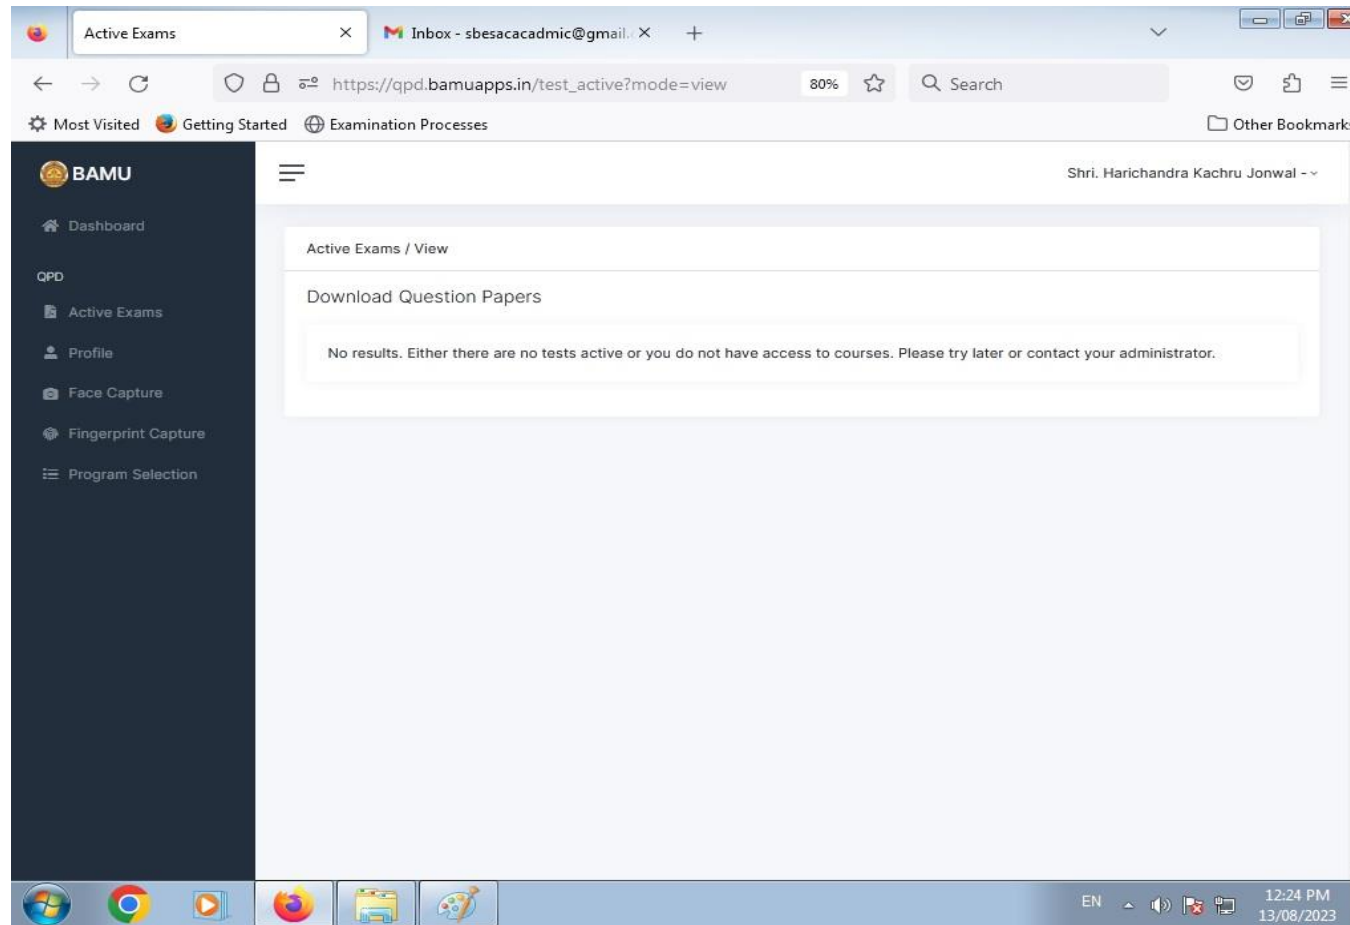 Active Exams
Inbox - sbesacacadmic@gmail.
https://qpd.bamuapps.in/test_active?mode=view 80% Search
Most Visited Getting Started Examination Processes Other Bookmark
BAMU
Shri. Harichandra Kachru Jonwal -
Dashboard
QPD
Active Exams
Profile
Face Capture
Fingerprint Capture
Program Selection
Active Exams / View
Download Question Papers
No results. Either there are no tests active or you do not have access to courses. Please try later or contact your administrator.
EN
12:24 PM
13/08/2023